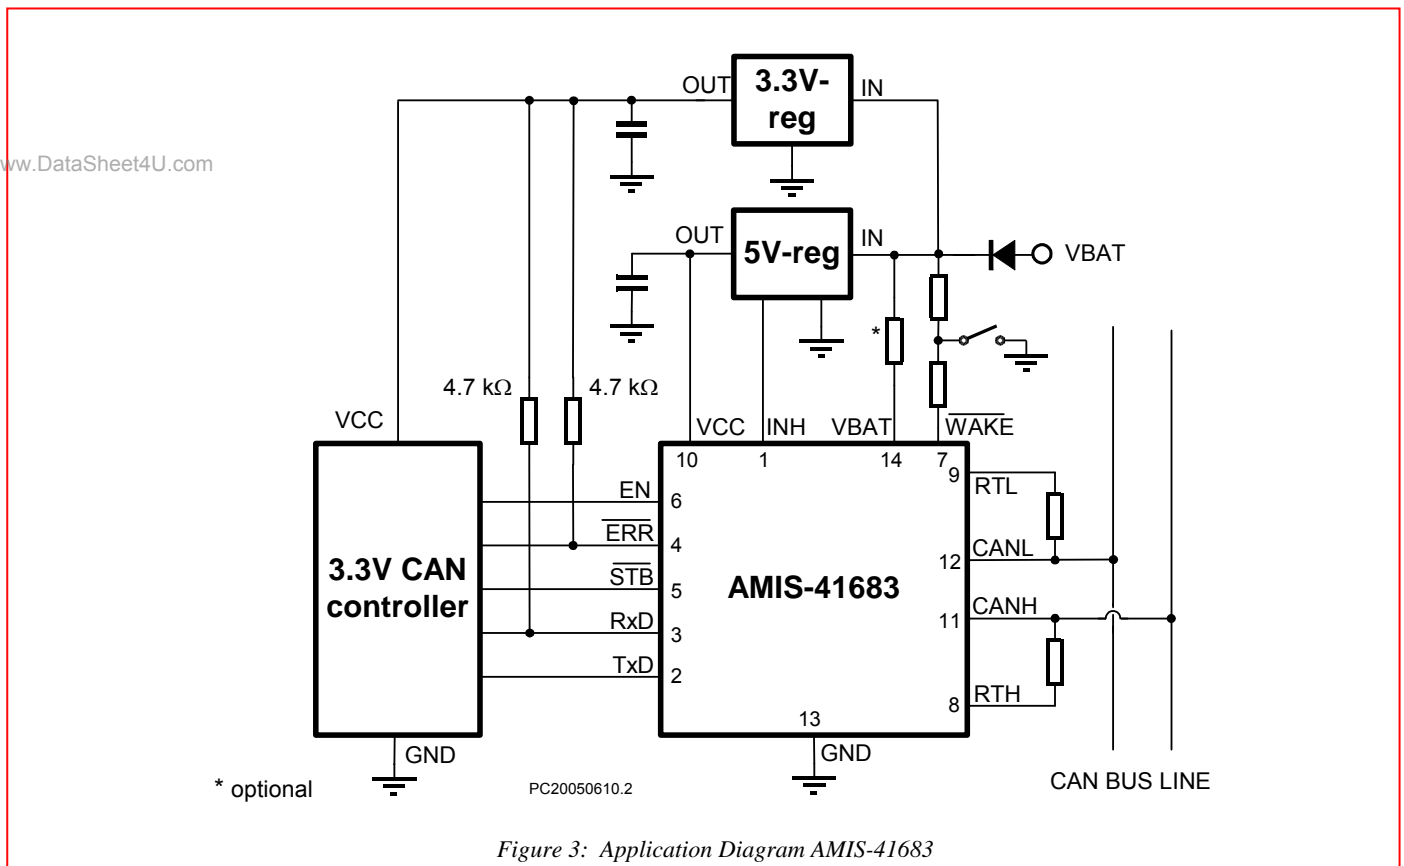 3.3V-
reg
OUT
IN
ww.DataSheet4U.com
OUT
5V-reg
IN
VBAT
*
4.7 kΩ
4.7 kΩ
VCC
VCC
INH
VBAT
WAKE
10
1
14
7
9
RTL
EN
6
ERR
4
12
CANL
3.3V CAN
controller
STB
5
AMIS-41683
RxD
3
11
CANH
TxD
2
8
RTH
13
GND
GND
* optional
PC20050610.2
CAN BUS LINE
Figure 3: Application Diagram AMIS-41683